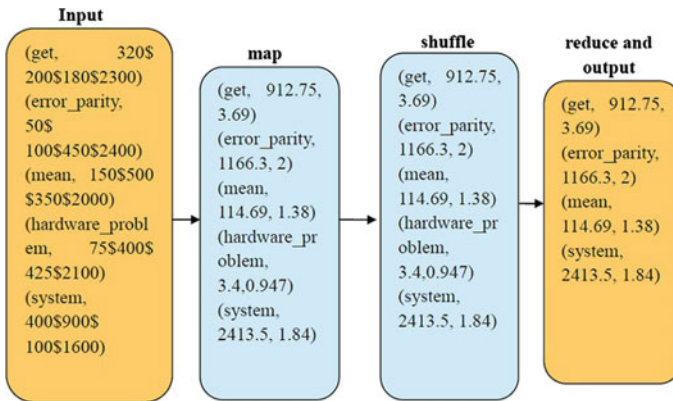 Input
(get, 320$
200$180$2300)
(error_parity,
50$
100$450$2400)
(mean, 150$500
$350$2000)
(hardware_probl
em, 75$400$
425$2100)
(system,
400$900$
100$1600)
map
(get, 912.75,
3.69)
(error_parity,
1166.3, 2)
(mean,
114.69, 1.38)
(hardware_pr
oblem,
3.4,0.947)
(system,
2413.5, 1.84)
shuffle
(get, 912.75,
3.69)
(error_parity,
1166.3, 2)
(mean,
114.69, 1.38)
(hardware_pr
oblem,
3.4,0.947)
(system,
2413.5, 1.84)
reduce and
output
(get, 912.75,
3.69)
(error_parity,
1166.3, 2)
(mean,
114.69, 1.38)
(system,
2413.5, 1.84)